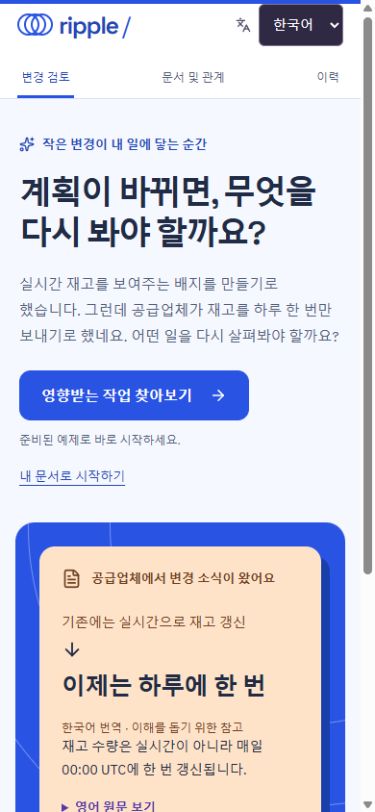 ripple/
한국어
변경 검토
문서 및 관계
이력
작은 변경이 내 일에 닿는 순간
계획이 바뀌면, 무엇을
다시 봐야 할까요?
실시간 재고를 보여주는 배지를 만들기로
했습니다. 그런데 공급업체가 재고를 하루 한 번만
보내기로 했네요. 어떤 일을 다시 살펴봐야 할까요?
영향받는 작업 찾아보기 →
준비된 예제로 바로 시작하세요.
내 문서로 시작하기
공급업체에서 변경 소식이 왔어요
기존에는 실시간으로 재고 갱신
↓
이제는 하루에 한 번
한국어 번역 · 이해를 돕기 위한 참고
재고 수량은 실시간이 아니라 매일
00:00 UTC에 한 번 갱신됩니다.
▸ 영어 원문 보기